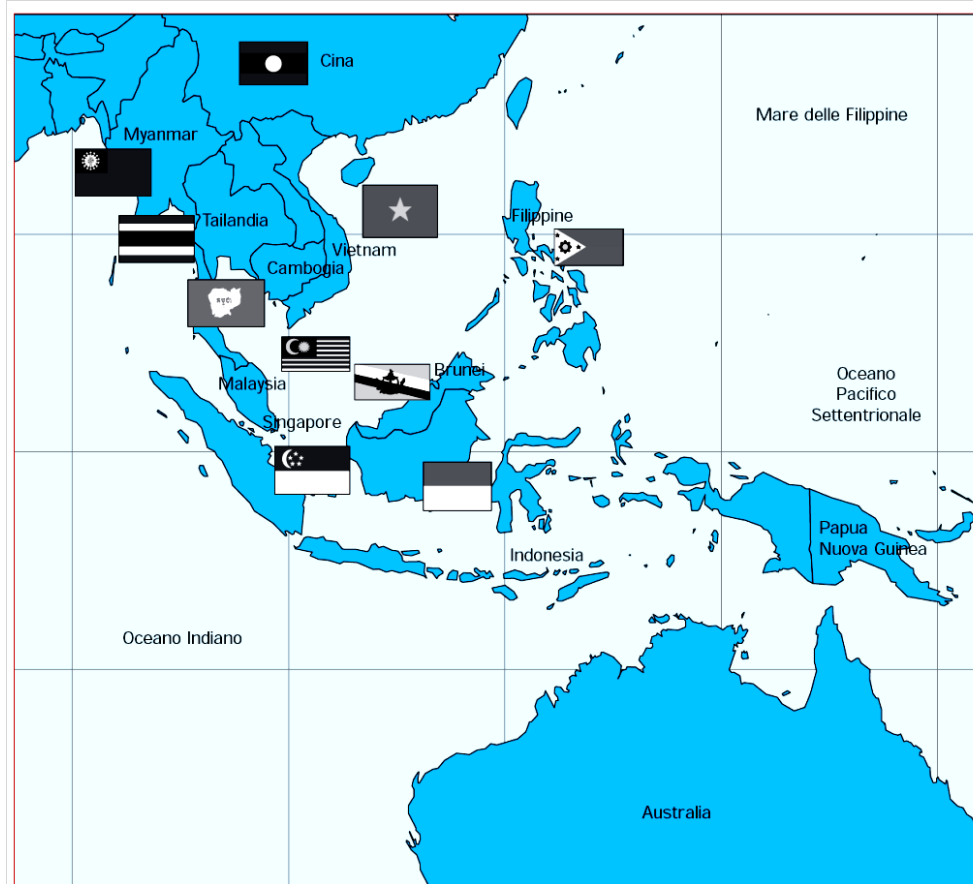 Cina
Mare delle Filippine
Myanmar
Tailandia
Filippine
Vietnam
Cambogia
Brunei
Malaysia
Oceano
Pacifico
Settentrionale
Singapore
Papua
Nuova Guinea
Indonesia
Oceano Indiano
Australia